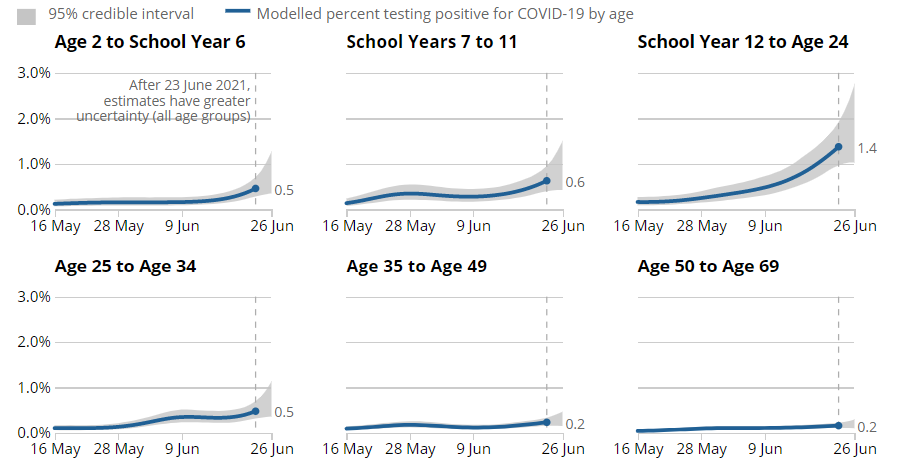 95% credible interval
Modelled percent testing positive for COVID-19 by age
Age 2 to School Year 6
School Years 7 to 11
School Year 12 to Age 24
3.0%
After 23 June 2021,
estimates have greater
uncertainty (all age groups)
2.0%
1.0%
0.5
0.6
1.4
0.0%
16 May 28 May 9 Jun 26 Jun
16 May 28 May 9 Jun 26 Jun
16 May 28 May 9 Jun 26 Jun
Age 25 to Age 34
Age 35 to Age 49
Age 50 to Age 69
3.0%
2.0%
1.0%
0.5
0.2
0.2
0.0%
16 May 28 May 9 Jun 26 Jun
16 May 28 May 9 Jun 26 Jun
16 May 28 May 9 Jun 26 Jun